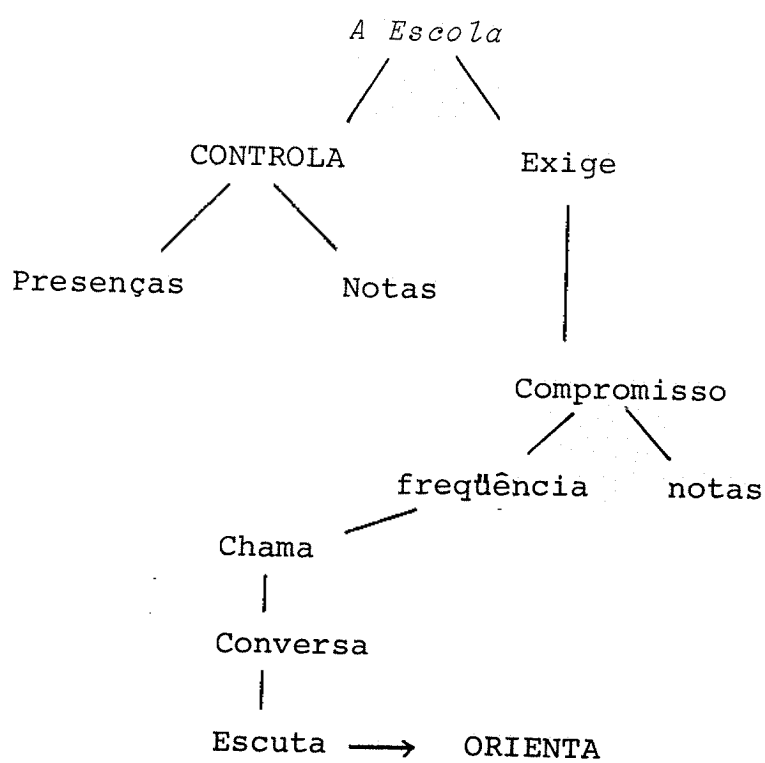 A Escola
CONTROLA Exige
Presenças Notas
Compromisso
freqüência notas
Chama
Conversa
Escuta → ORIENTA